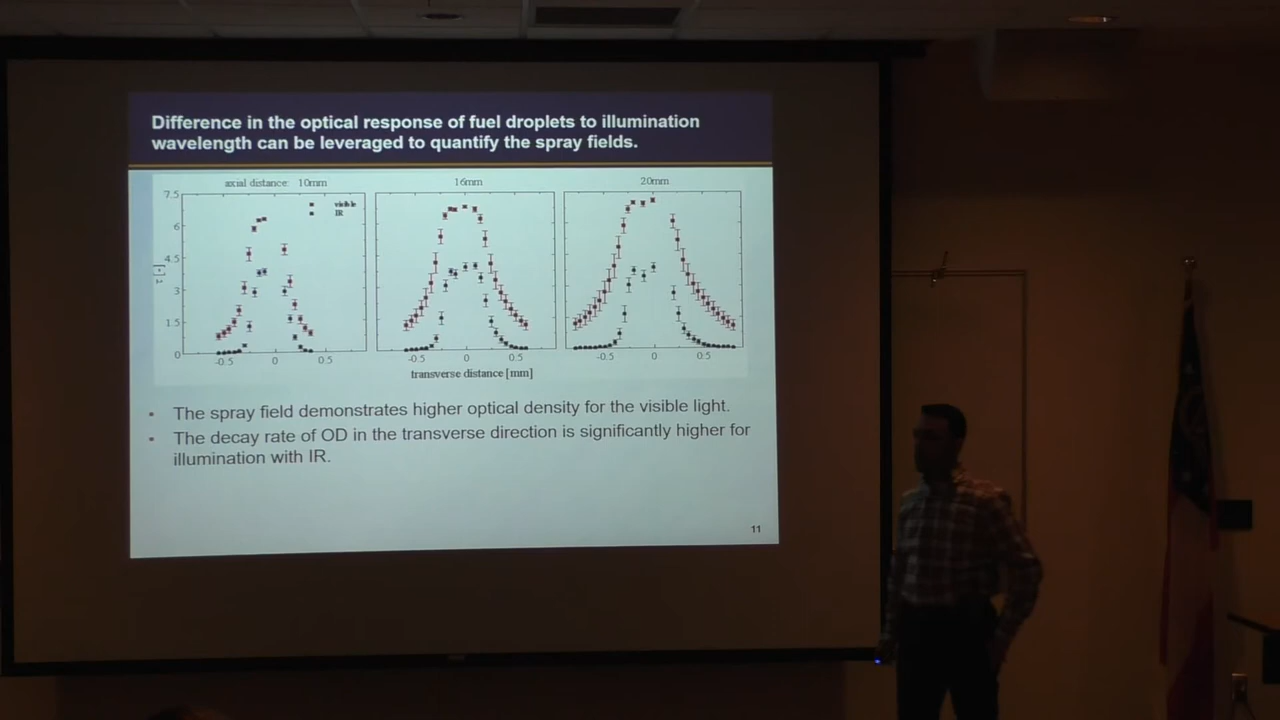 Difference in the optical response of fuel droplets to illumination
wavelength can be leveraged to quantify the spray fields.
axial distance: 10mm
16mm
20mm
visible
IR
7.5
6
4.5
3
1.5
0
τ [-]
-0.5 0 0.5
-0.5 0 0.5
-0.5 0 0.5
transverse distance [mm]
▪ The spray field demonstrates higher optical density for the visible light.
▪ The decay rate of OD in the transverse direction is significantly higher for
illumination with IR.
11